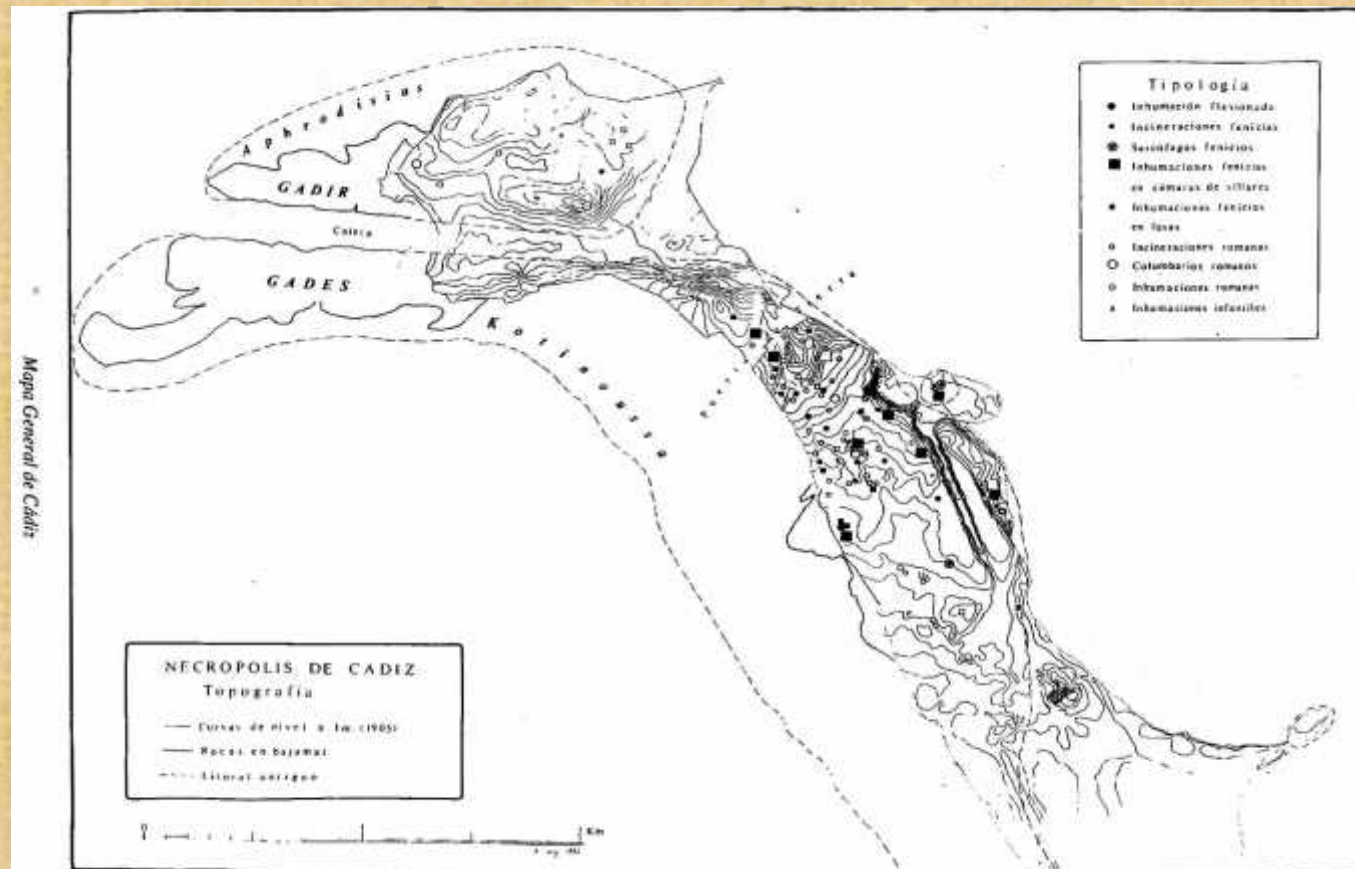 Mapa General de Cádiz
Aphrodisias
GADIR
Caleta
GADES
Kotinoussa
Tipología
Inhumación flexionada
Incineraciones fenicias
Sarcófagos fenicios
Inhumaciones fenicias
en cámaras de sillares
Inhumaciones fenicias
en fosas
Incineraciones romanas
Columbarios romanos
Inhumaciones romanas
Inhumaciones infantiles
NECROPOLIS DE CADIZ
Topografía
Curvas de nivel a 1m. (1905)
Rocas en bajamar
Litoral antiguo
0
Km